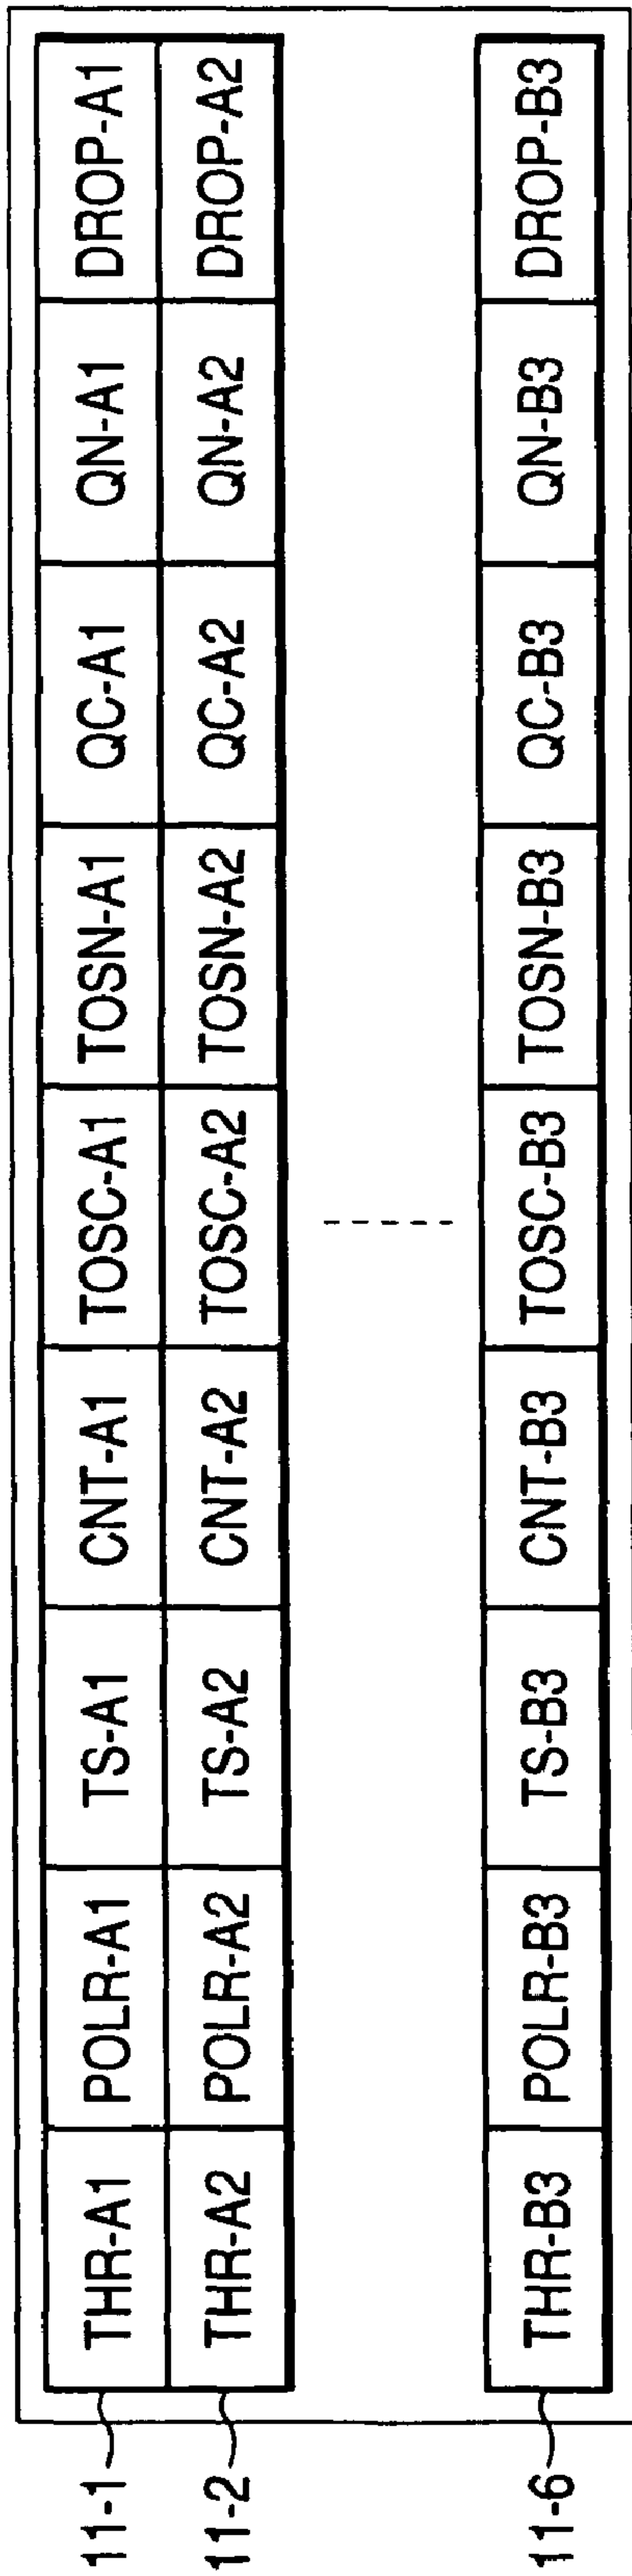 11-1 THR-A1 POLR-A1 TS-A1 CNT-A1 TOSC-A1 TOSN-A1 QC-A1 QN-A1 DROP-A1
11-2 THR-A2 POLR-A2 TS-A2 CNT-A2 TOSC-A2 TOSN-A2 QC-A2 QN-A2 DROP-A2
11-6 THR-B3 POLR-B3 TS-B3 CNT-B3 TOSC-B3 TOSN-B3 QC-B3 QN-B3 DROP-B3